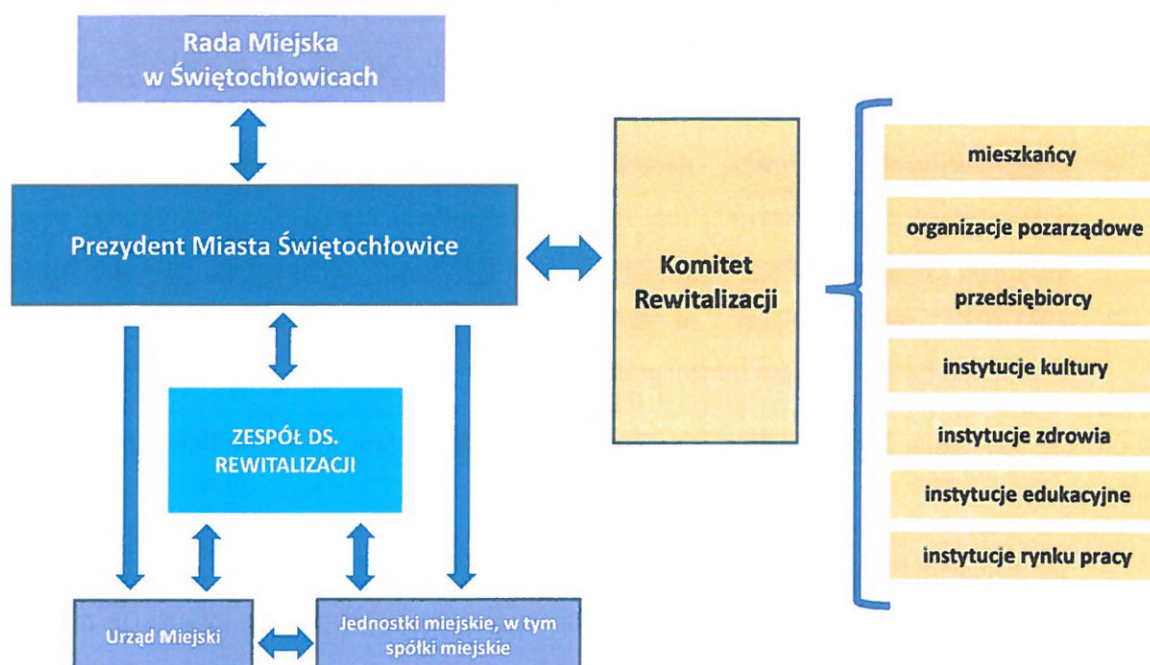 Rada Miejska
w Świętochłowicach
Prezydent Miasta Świętochłowice
Komitet
Rewitalizacji
mieszkańcy
organizacje pozarządowe
przedsiębiorcy
instytucje kultury
instytucje zdrowia
instytucje edukacyjne
instytucje rynku pracy
ZESPÓŁ DS.
REWITALIZACJI
Urząd Miejski
Jednostki miejskie, w tym
spółki miejskie